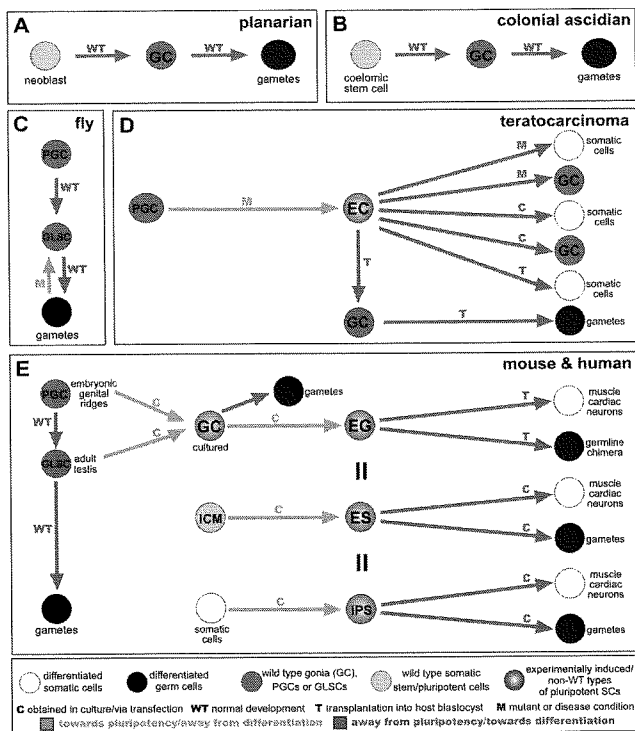 A planarian
WT WT
GC
neoblast gametes
B colonial ascidian
WT WT
GC
coelomic
stem cell
gametes
C fly
PGC
WT
GLSC
M WT
gametes
D teratocarcinoma
PGC M EC
M somatic
cells
M GC
C somatic
cells
C GC
T somatic
cells
T
GC T gametes
E mouse & human
PGC embryonic
genital
ridges
WT
GLSC adult
testis
WT
gametes
C
C
GC
cultured
gametes
C EG
T muscle
cardiac
neurons
T germline
chimera
ICM C ES
C muscle
cardiac
neurons
C gametes
somatic
cells
C iPS
C muscle
cardiac
neurons
C gametes
differentiated
somatic cells
differentiated
germ cells
wild type gonia (GC),
PGCs or GLSCs
wild type somatic
stem/pluripotent cells
experimentally induced/
non-WT types
of pluripotent SCs
C obtained in culture/via transfection WT normal development T transplantation into host blastocyst M mutant or disease condition
towards pluripotency/away from differentiation away from pluripotency/towards differentiation